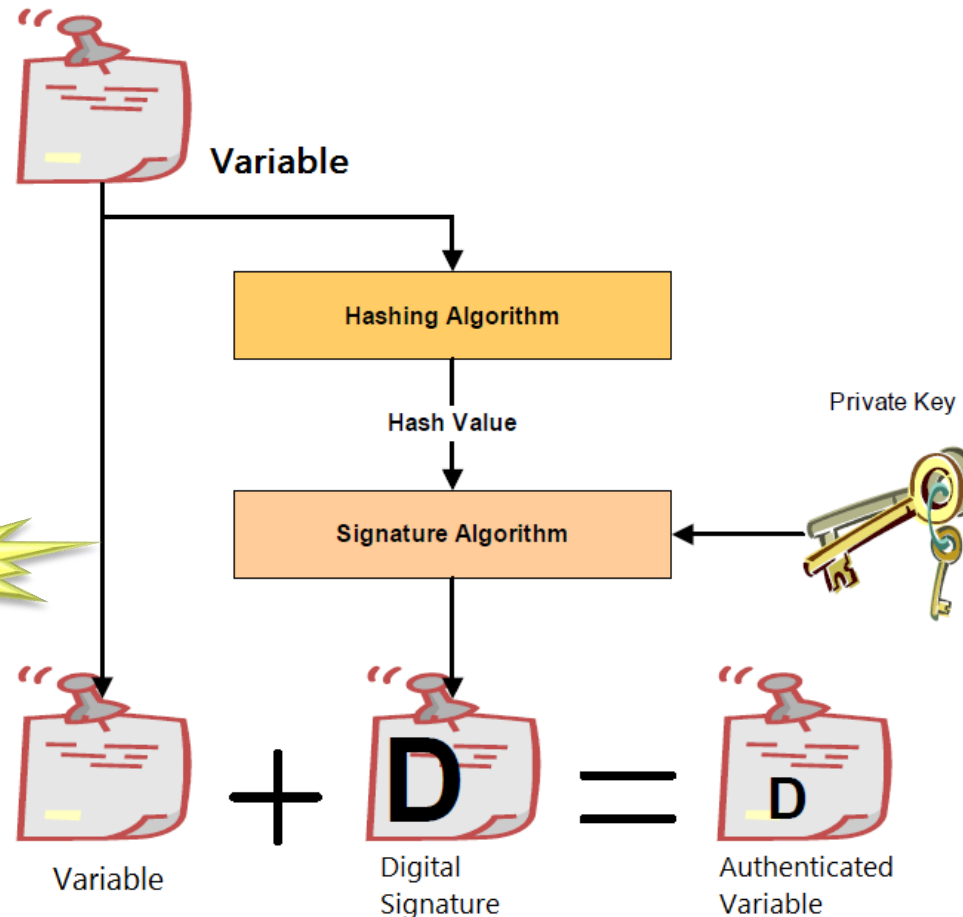 Variable
Hashing Algorithm
Hash Value
Private Key
Signature Algorithm
D
D
Variable
Digital
Signature
Authenticated
Variable